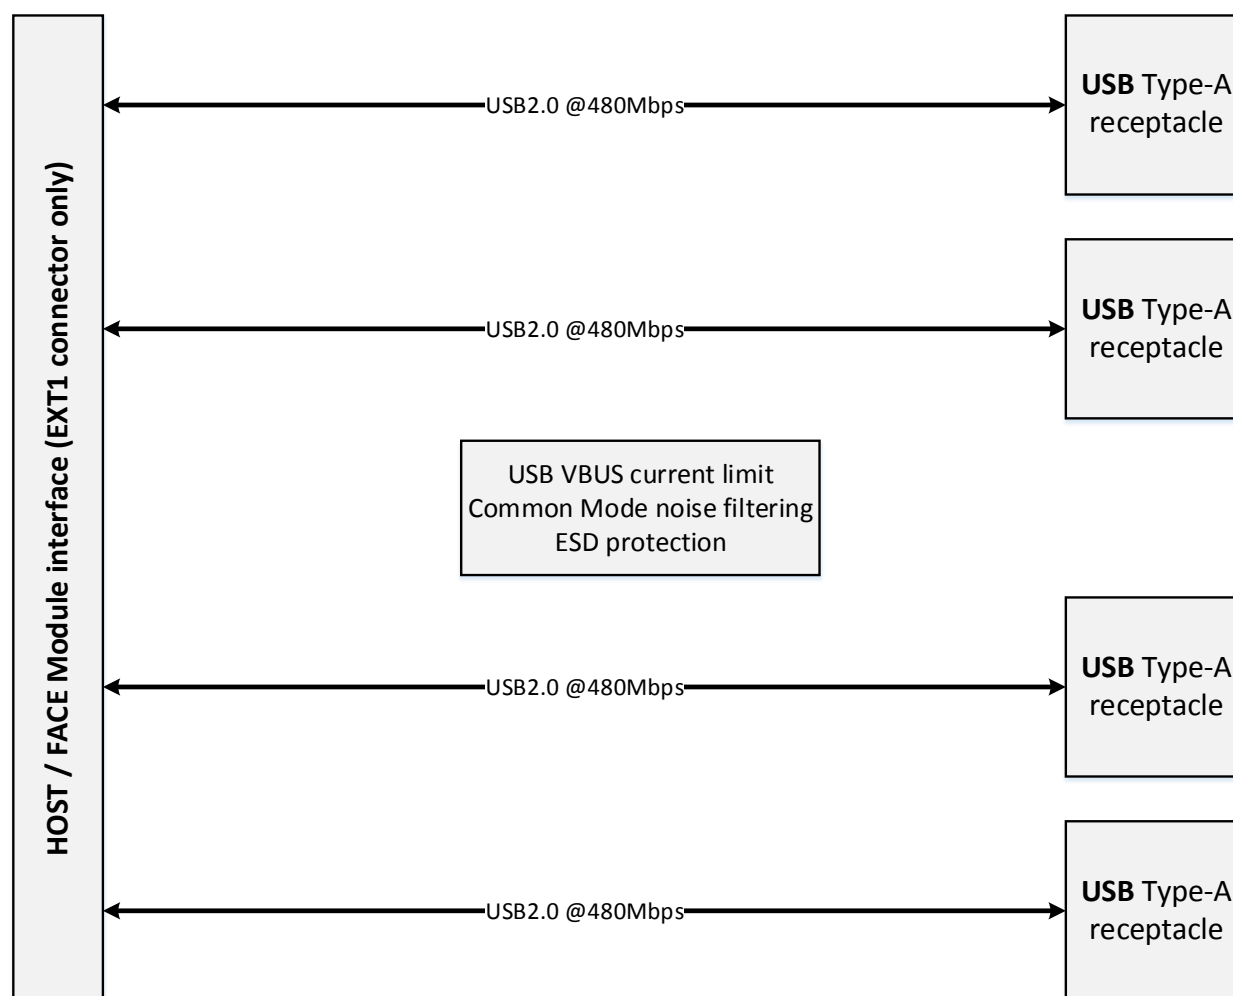 HOST / FACE Module interface (EXT1 connector only)
USB2.0 @480Mbps
USB Type-A
receptacle
USB2.0 @480Mbps
USB Type-A
receptacle
USB VBUS current limit
Common Mode noise filtering
ESD protection
USB2.0 @480Mbps
USB Type-A
receptacle
USB2.0 @480Mbps
USB Type-A
receptacle